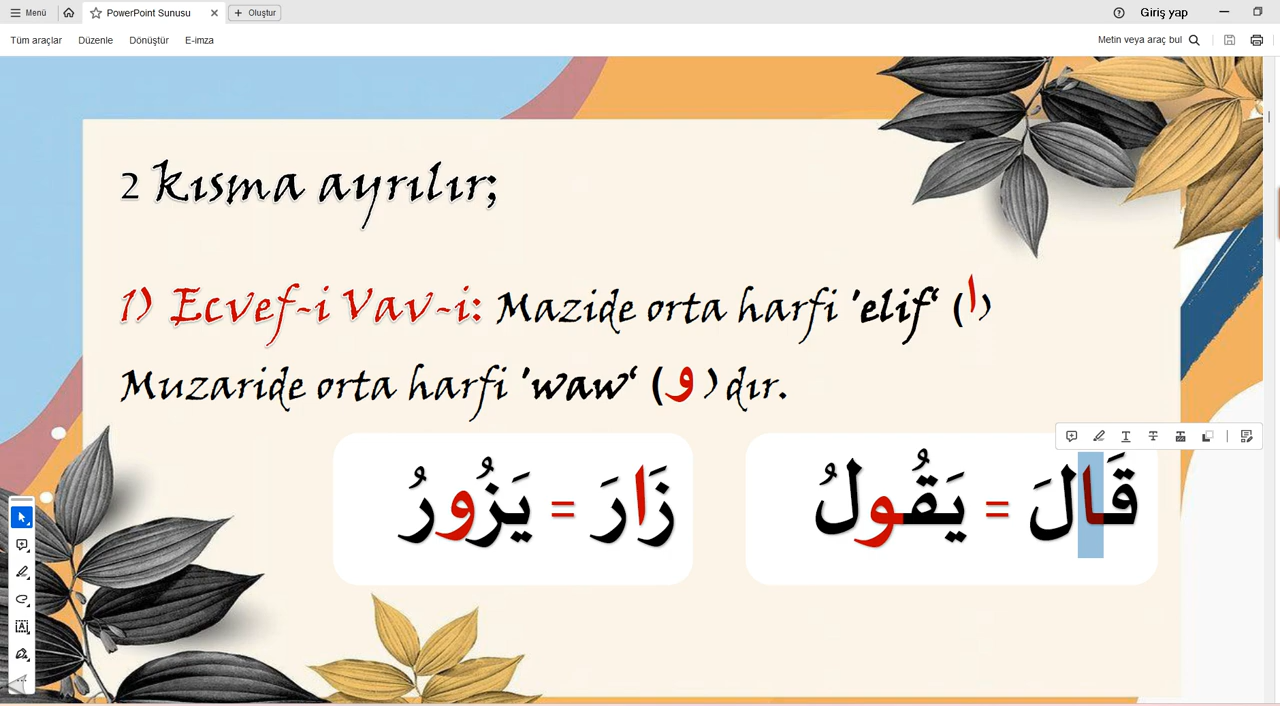 Menü PowerPoint Sunusu Oluştur Giriş yap
Tüm araçlar Düzenle Dönüştür E-imza Metin veya araç bul
2 kısma ayrılır;
1) Ecvef-i Vav-i: Mazide orta harfi 'elif‘ (ا)
Muzaride orta harfi 'waw‘ (و) dır.
قَالَ = يَقُولُ
زَارَ = يَزُورُ